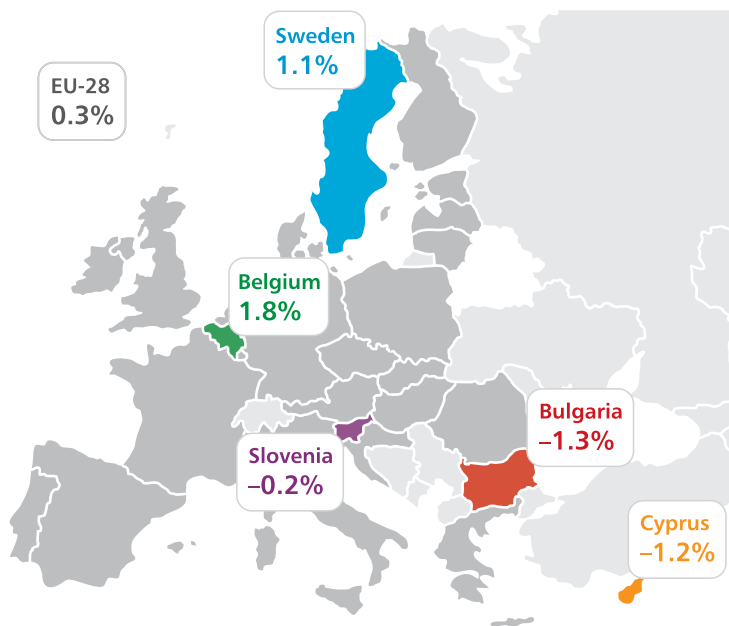 Sweden
1.1%
EU-28
0.3%
Belgium
1.8%
Bulgaria
–1.3%
Slovenia
–0.2%
Cyprus
–1.2%